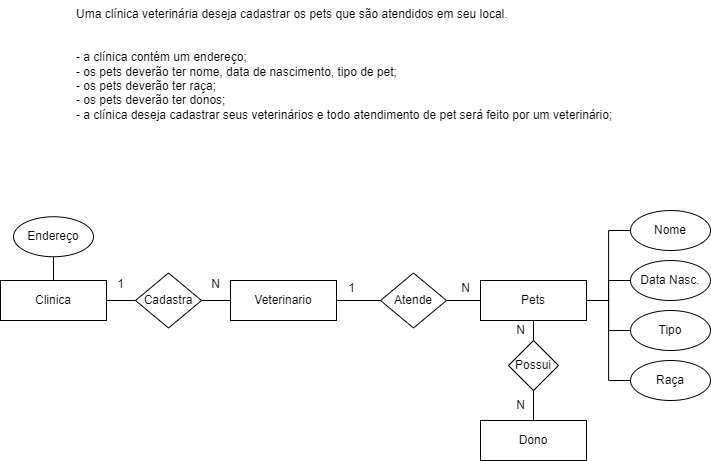 Uma clínica veterinária deseja cadastrar os pets que são atendidos em seu local.
- a clínica contém um endereço;
- os pets deverão ter nome, data de nascimento, tipo de pet;
- os pets deverão ter raça;
- os pets deverão ter donos;
- a clínica deseja cadastrar seus veterinários e todo atendimento de pet será feito por um veterinário;
Endereço
Nome
Data Nasc.
Clinica
1
Cadastra
N
Veterinario
1
Atende
N
Pets
N
Tipo
Possui
Raça
N
Dono